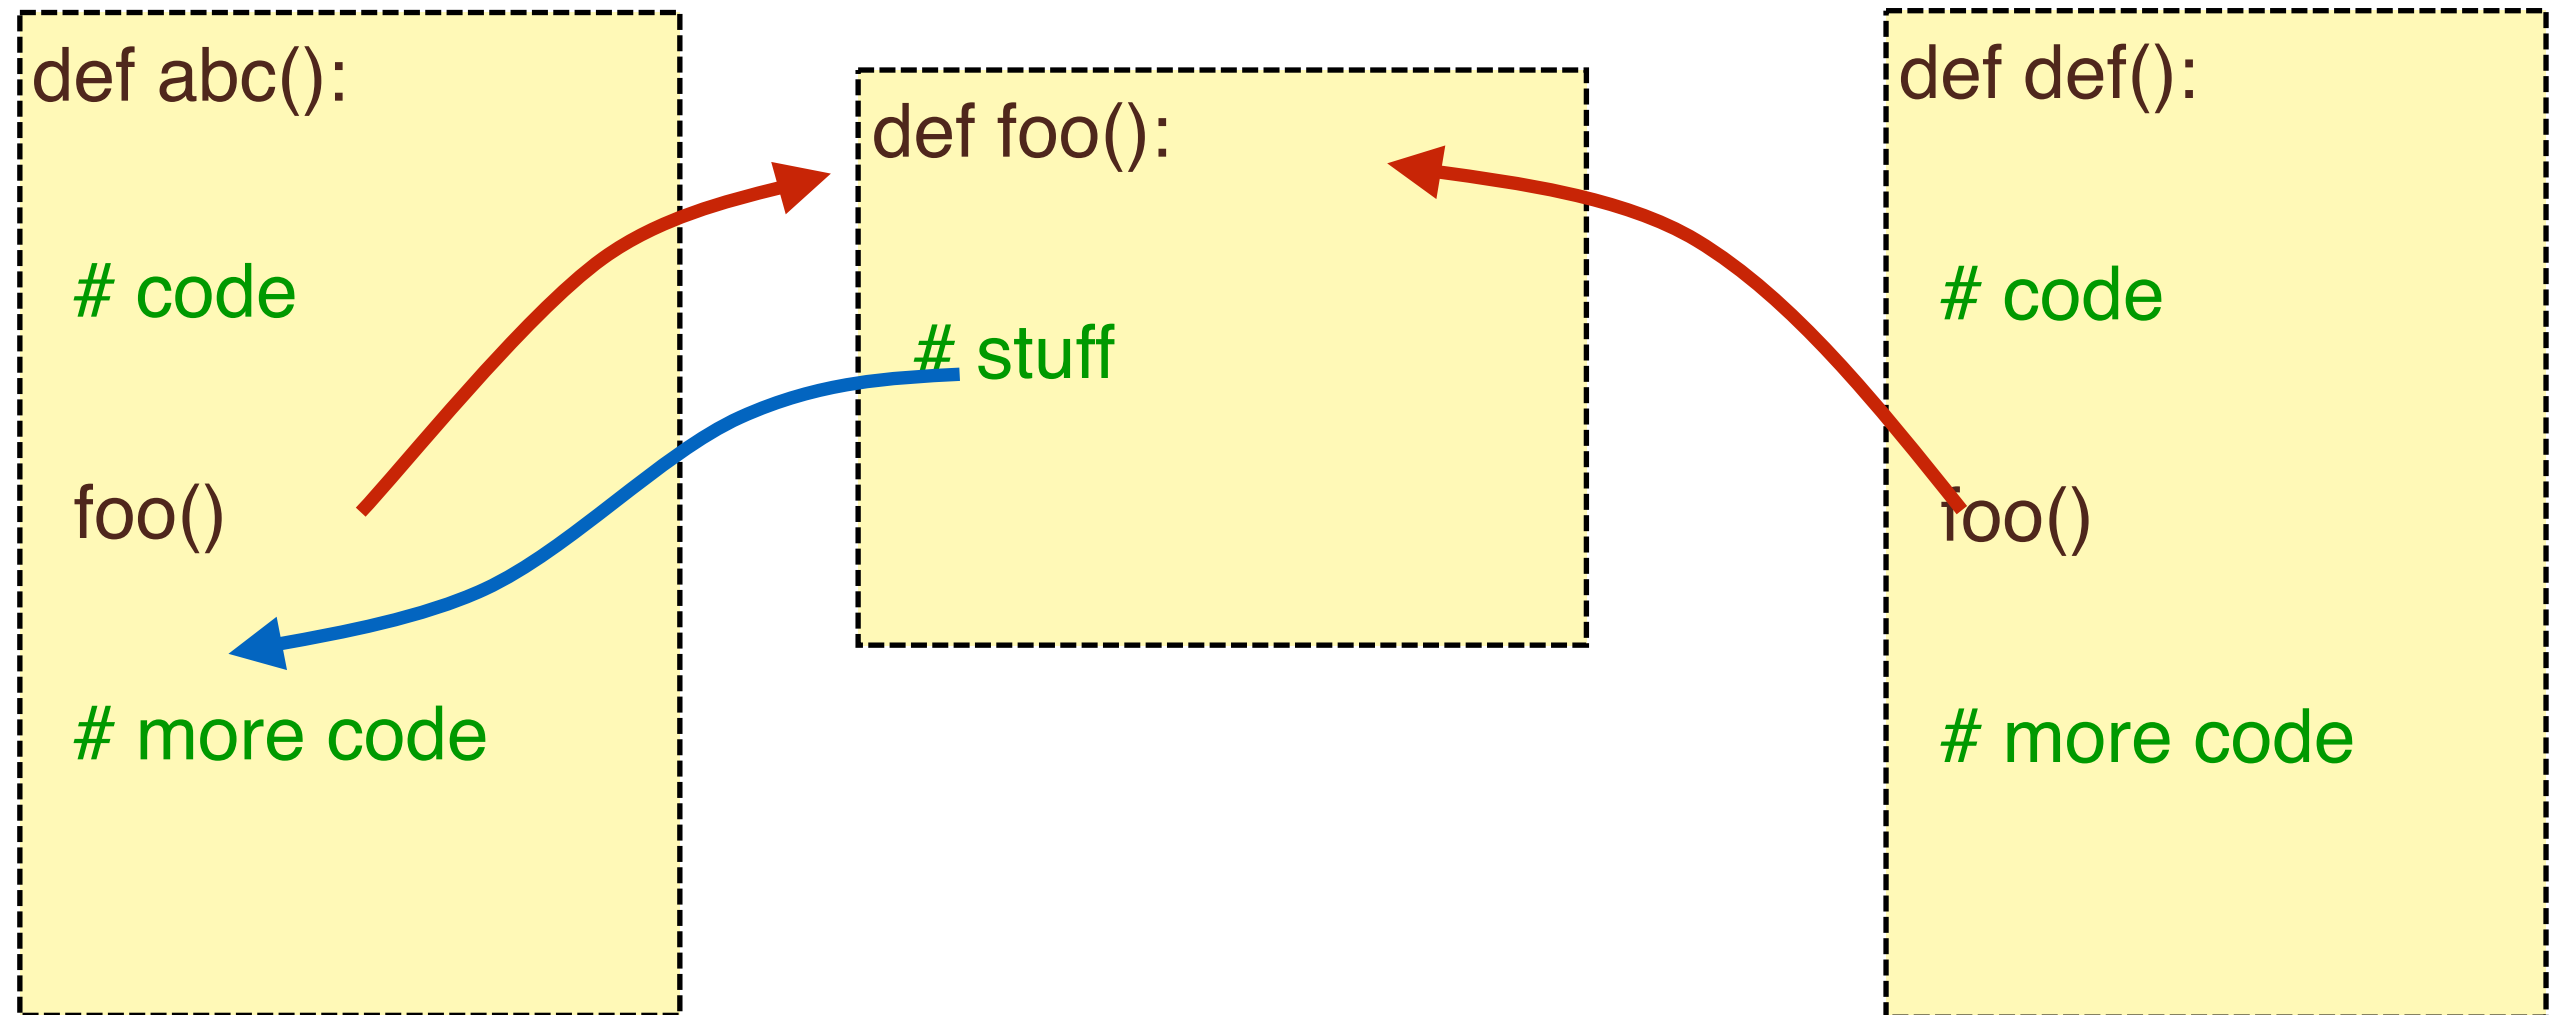 def abc():
# code
foo()
# more code
def foo():
# stuff
def def():
# code
foo()
# more code